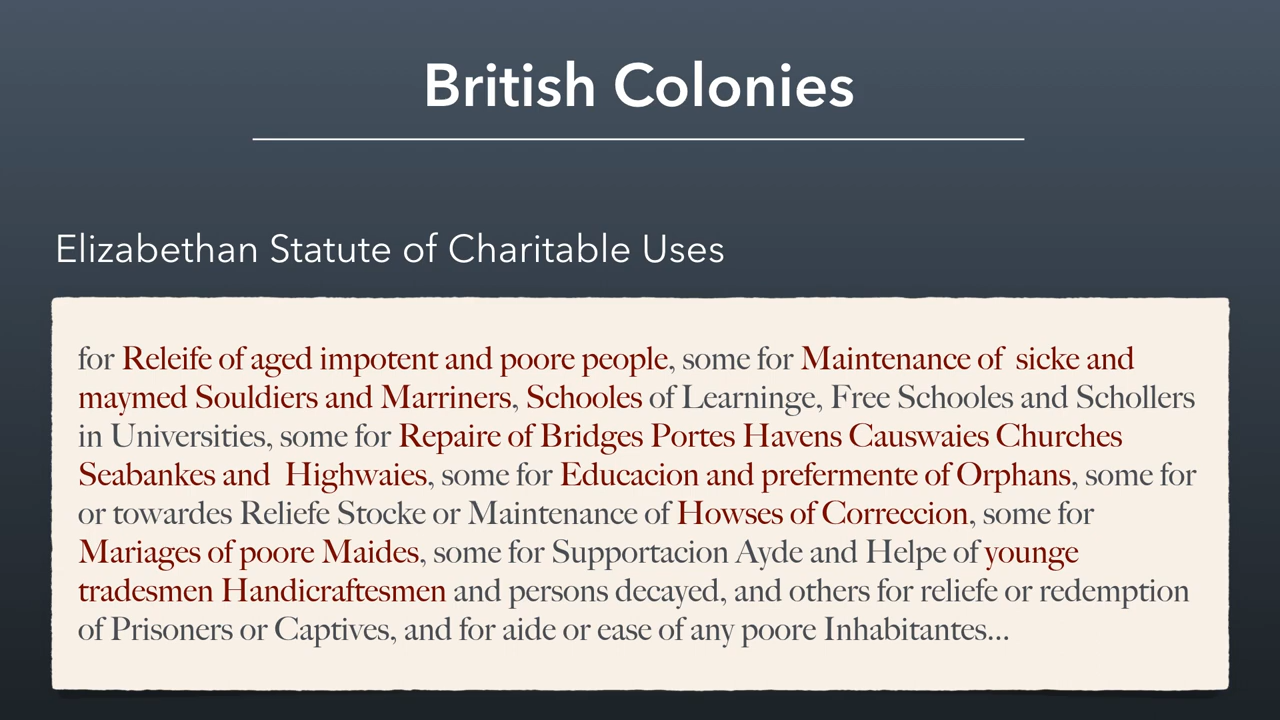 British Colonies
Elizabethan Statute of Charitable Uses
for Releife of aged impotent and poore people, some for Maintenance of sicke and
maymed Souldiers and Marriners, Schooles of Learninge, Free Schooles and Schollers
in Universities, some for Repaire of Bridges Portes Havens Causwaies Churches
Seabankes and Highwaies, some for Educacion and prefermente of Orphans, some for
or towardes Reliefe Stocke or Maintenance of Howses of Correccion, some for
Mariages of poore Maides, some for Supportacion Ayde and Helpe of younge
tradesmen Handicraftesmen and persons decayed, and others for reliefe or redemption
of Prisoners or Captives, and for aide or ease of any poore Inhabitantes...